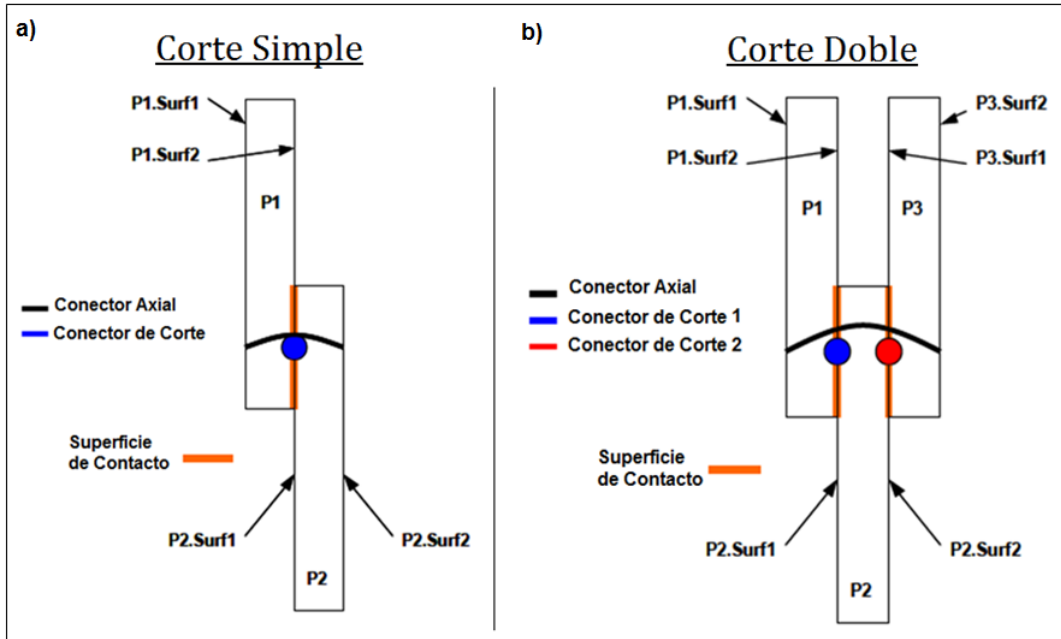 a)
Corte Simple
P1.Surf1
P1.Surf2
P1
Conector Axial
Conector de Corte
Superficie
de Contacto
P2.Surf1
P2.Surf2
P2
b)
Corte Doble
P1.Surf1
P3.Surf2
P1.Surf2
P3.Surf1
P1
P3
Conector Axial
Conector de Corte 1
Conector de Corte 2
Superficie
de Contacto
P2.Surf1
P2.Surf2
P2